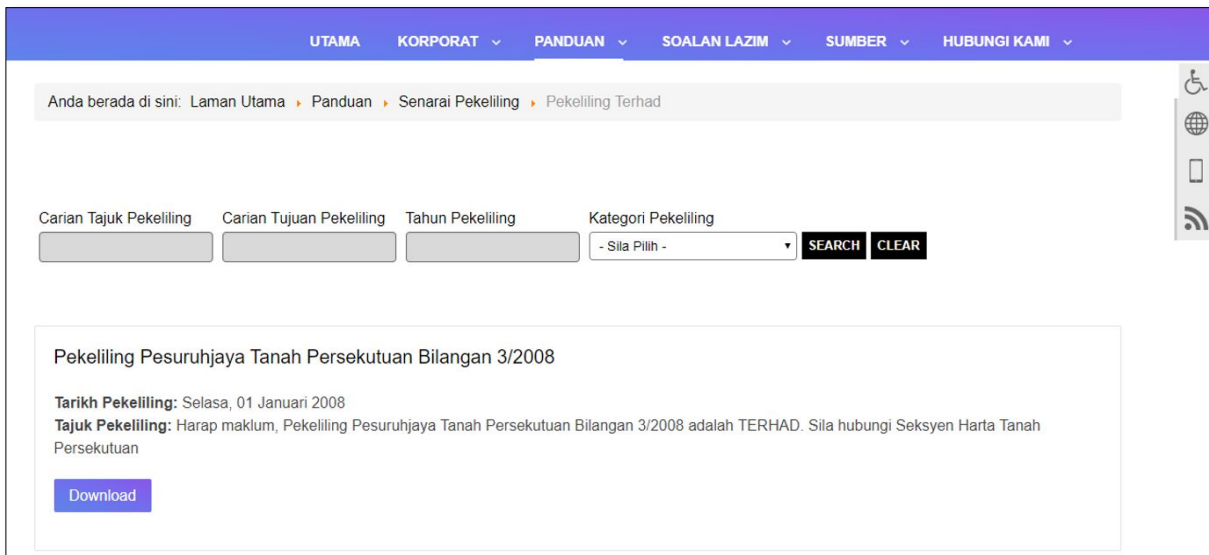 UTAMA KORPORAT PANDUAN SOALAN LAZIM SUMBER HUBUNGI KAMI
Anda berada di sini: Laman Utama Panduan Senarai Pekeliling Pekeliling Terhad
Carian Tajuk Pekeliling Carian Tujuan Pekeliling Tahun Pekeliling Kategori Pekeliling
- Sila Pilih - SEARCH CLEAR
Pekeliling Pesuruhjaya Tanah Persekutuan Bilangan 3/2008
Tarikh Pekeliling: Selasa, 01 Januari 2008
Tajuk Pekeliling: Harap maklum, Pekeliling Pesuruhjaya Tanah Persekutuan Bilangan 3/2008 adalah TERHAD. Sila hubungi Seksyen Harta Tanah
Persekutuan
Download